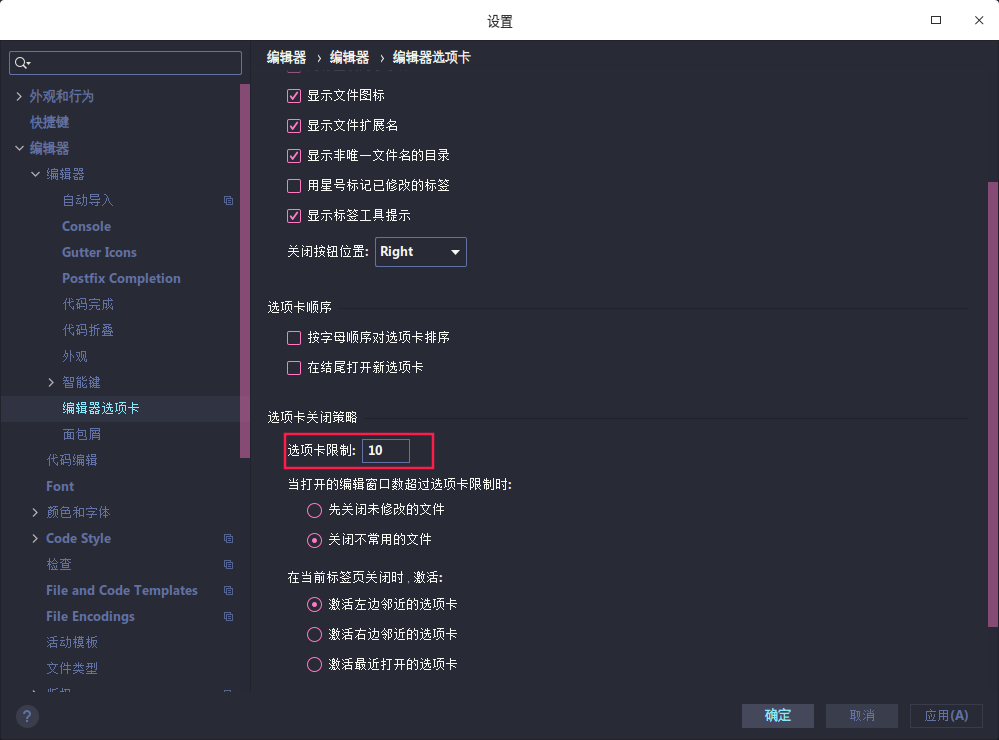 设置
编辑器 › 编辑器 › 编辑器选项卡
外观和行为
快捷键
编辑器
编辑器
自动导入
Console
Gutter Icons
Postfix Completion
代码完成
代码折叠
外观
智能键
编辑器选项卡
面包屑
代码编辑
Font
颜色和字体
Code Style
检查
File and Code Templates
File Encodings
活动模板
文件类型
显示文件图标
显示文件扩展名
显示非唯一文件名的目录
用星号标记已修改的标签
显示标签工具提示
关闭按钮位置: Right
选项卡顺序
按字母顺序对选项卡排序
在结尾打开新选项卡
选项卡关闭策略
选项卡限制: 10
当打开的编辑窗口数超过选项卡限制时:
先关闭未修改的文件
关闭不常用的文件
在当前标签页关闭时，激活:
激活左边邻近的选项卡
激活右边邻近的选项卡
激活最近打开的选项卡
?
确定 取消 应用(A)